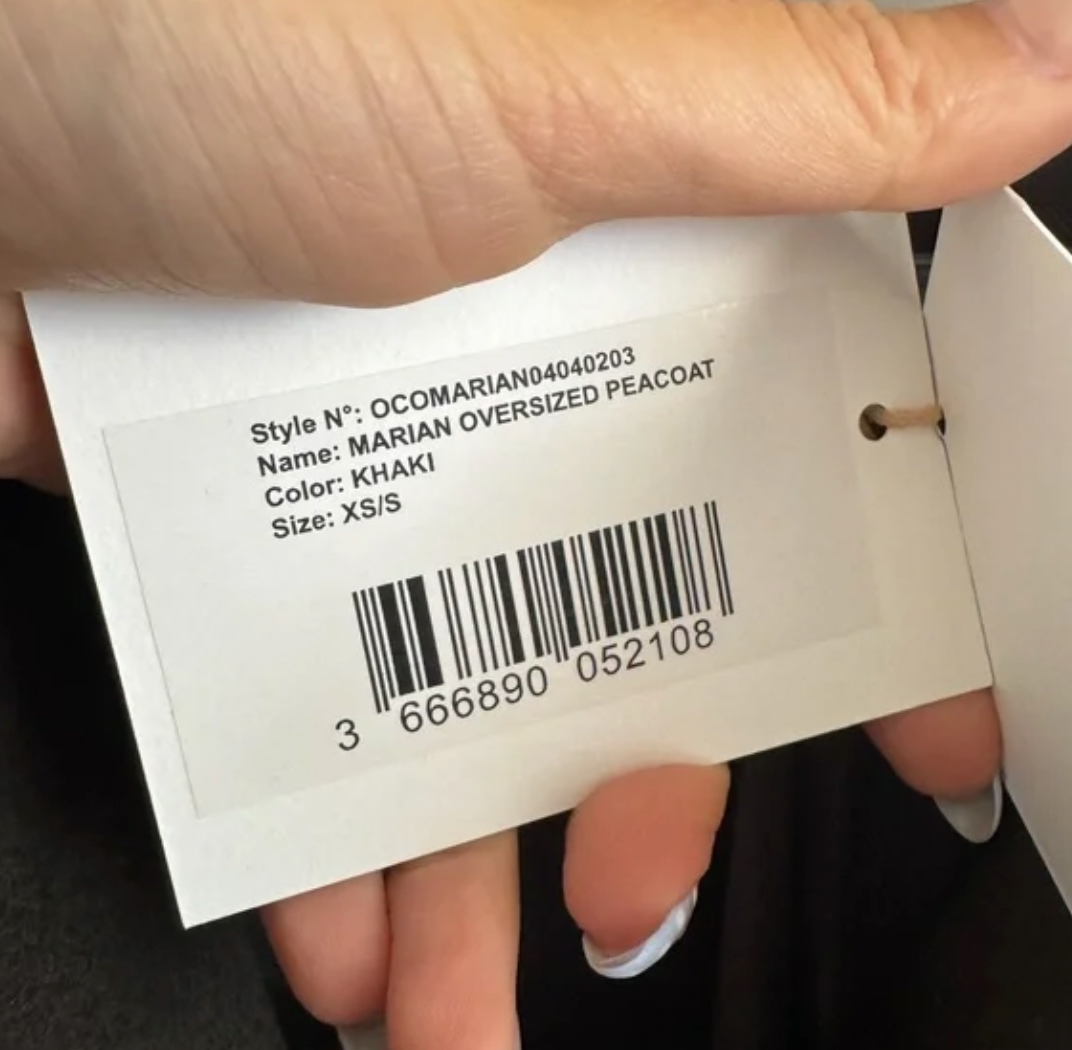 Style N°: OCOMARIAN04040203
Name: MARIAN OVERSIZED PEACOAT
Color: KHAKI
Size: XS/S
3 666890 052108